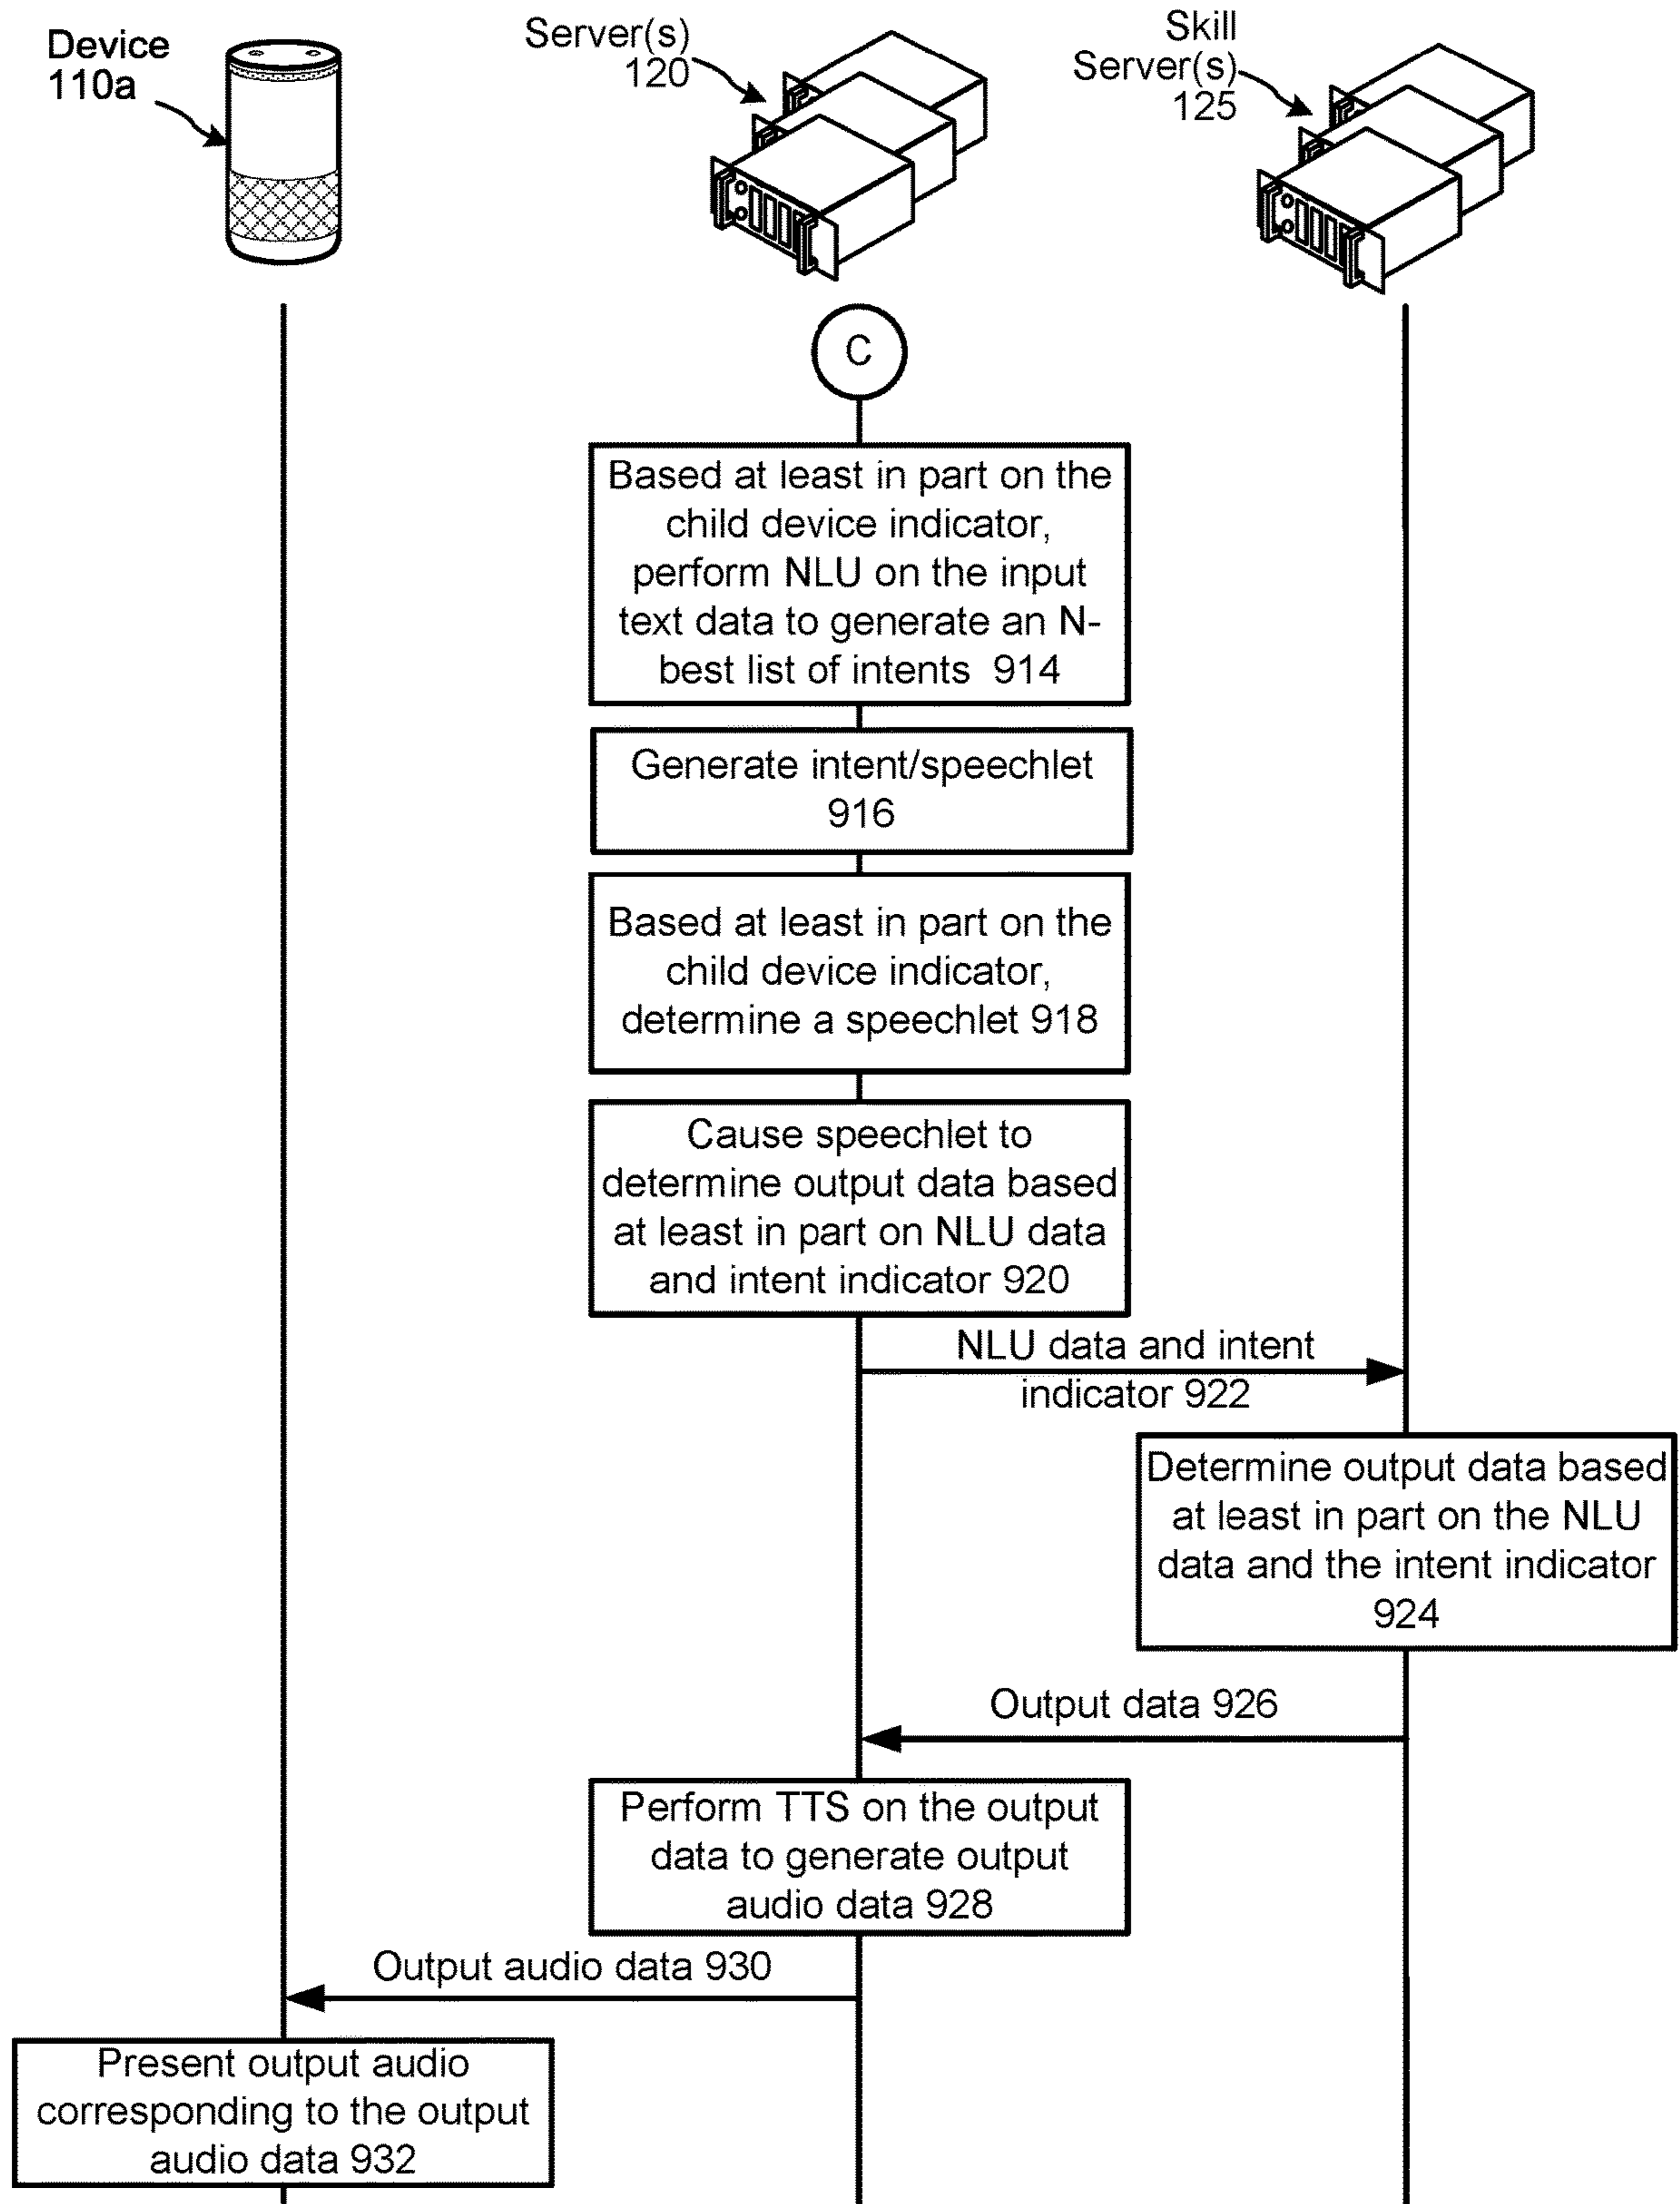 Device
110a
Server(s)
120
Skill
Server(s)
125
C
Based at least in part on the
child device indicator,
perform NLU on the input
text data to generate an N-
best list of intents 914
Generate intent/speechlet
916
Based at least in part on the
child device indicator,
determine a speechlet 918
Cause speechlet to
determine output data based
at least in part on NLU data
and intent indicator 920
NLU data and intent
indicator 922
Determine output data based
at least in part on the NLU
data and the intent indicator
924
Output data 926
Perform TTS on the output
data to generate output
audio data 928
Output audio data 930
Present output audio
corresponding to the output
audio data 932